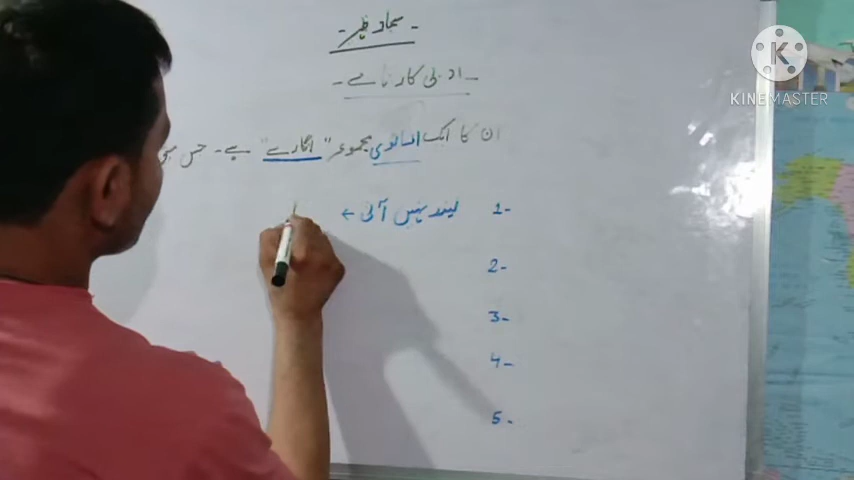 - سجاد ظہیر -
- ادبی کارنامے -
ان کا ایک افسانوی مجموعہ "انگارے" ہے۔ جس
1- نیند نہیں آتی ←
2-
3-
4-
5-
KINEMASTER